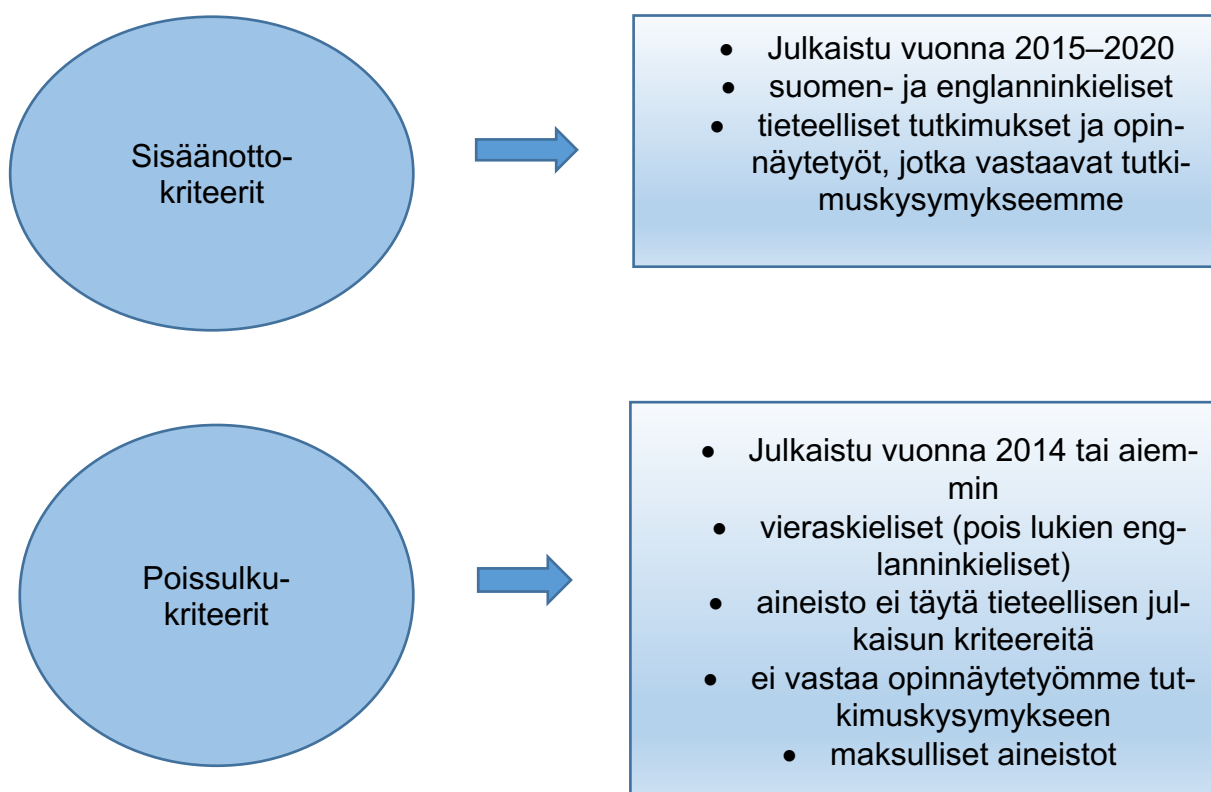 Sisäänotto-
kriteerit
• Julkaistu vuonna 2015–2020
• suomen- ja englanninkieliset
• tieteelliset tutkimukset ja opin-
näytetyöt, jotka vastaavat tutki-
muskysymykseemme
Poissulku-
kriteerit
• Julkaistu vuonna 2014 tai aiem-
min
• vieraskieliset (pois lukien eng-
lanninkieliset)
• aineisto ei täytä tieteellisen jul-
kaisun kriteereitä
• ei vastaa opinnäytetyömme tut-
kimuskysymykseen
• maksulliset aineistot